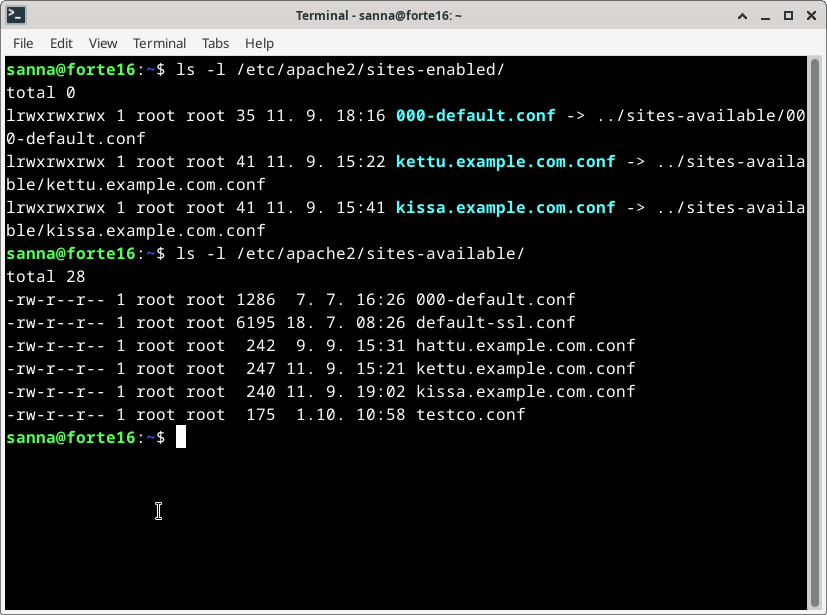 Terminal - sanna@forte16: ~
File Edit View Terminal Tabs Help
sanna@forte16:~$ ls -l /etc/apache2/sites-enabled/
total 0
lrwxrwxrwx 1 root root 35 11. 9. 18:16 000-default.conf -> ../sites-available/00
0-default.conf
lrwxrwxrwx 1 root root 41 11. 9. 15:22 kettu.example.com.conf -> ../sites-availa
ble/kettu.example.com.conf
lrwxrwxrwx 1 root root 41 11. 9. 15:41 kissa.example.com.conf -> ../sites-availa
ble/kissa.example.com.conf
sanna@forte16:~$ ls -l /etc/apache2/sites-available/
total 28
-rw-r--r-- 1 root root 1286  7. 7. 16:26 000-default.conf
-rw-r--r-- 1 root root 6195 18. 7. 08:26 default-ssl.conf
-rw-r--r-- 1 root root  242  9. 9. 15:31 hattu.example.com.conf
-rw-r--r-- 1 root root  247 11. 9. 15:21 kettu.example.com.conf
-rw-r--r-- 1 root root  240 11. 9. 19:02 kissa.example.com.conf
-rw-r--r-- 1 root root  175  1.10. 10:58 testco.conf
sanna@forte16:~$